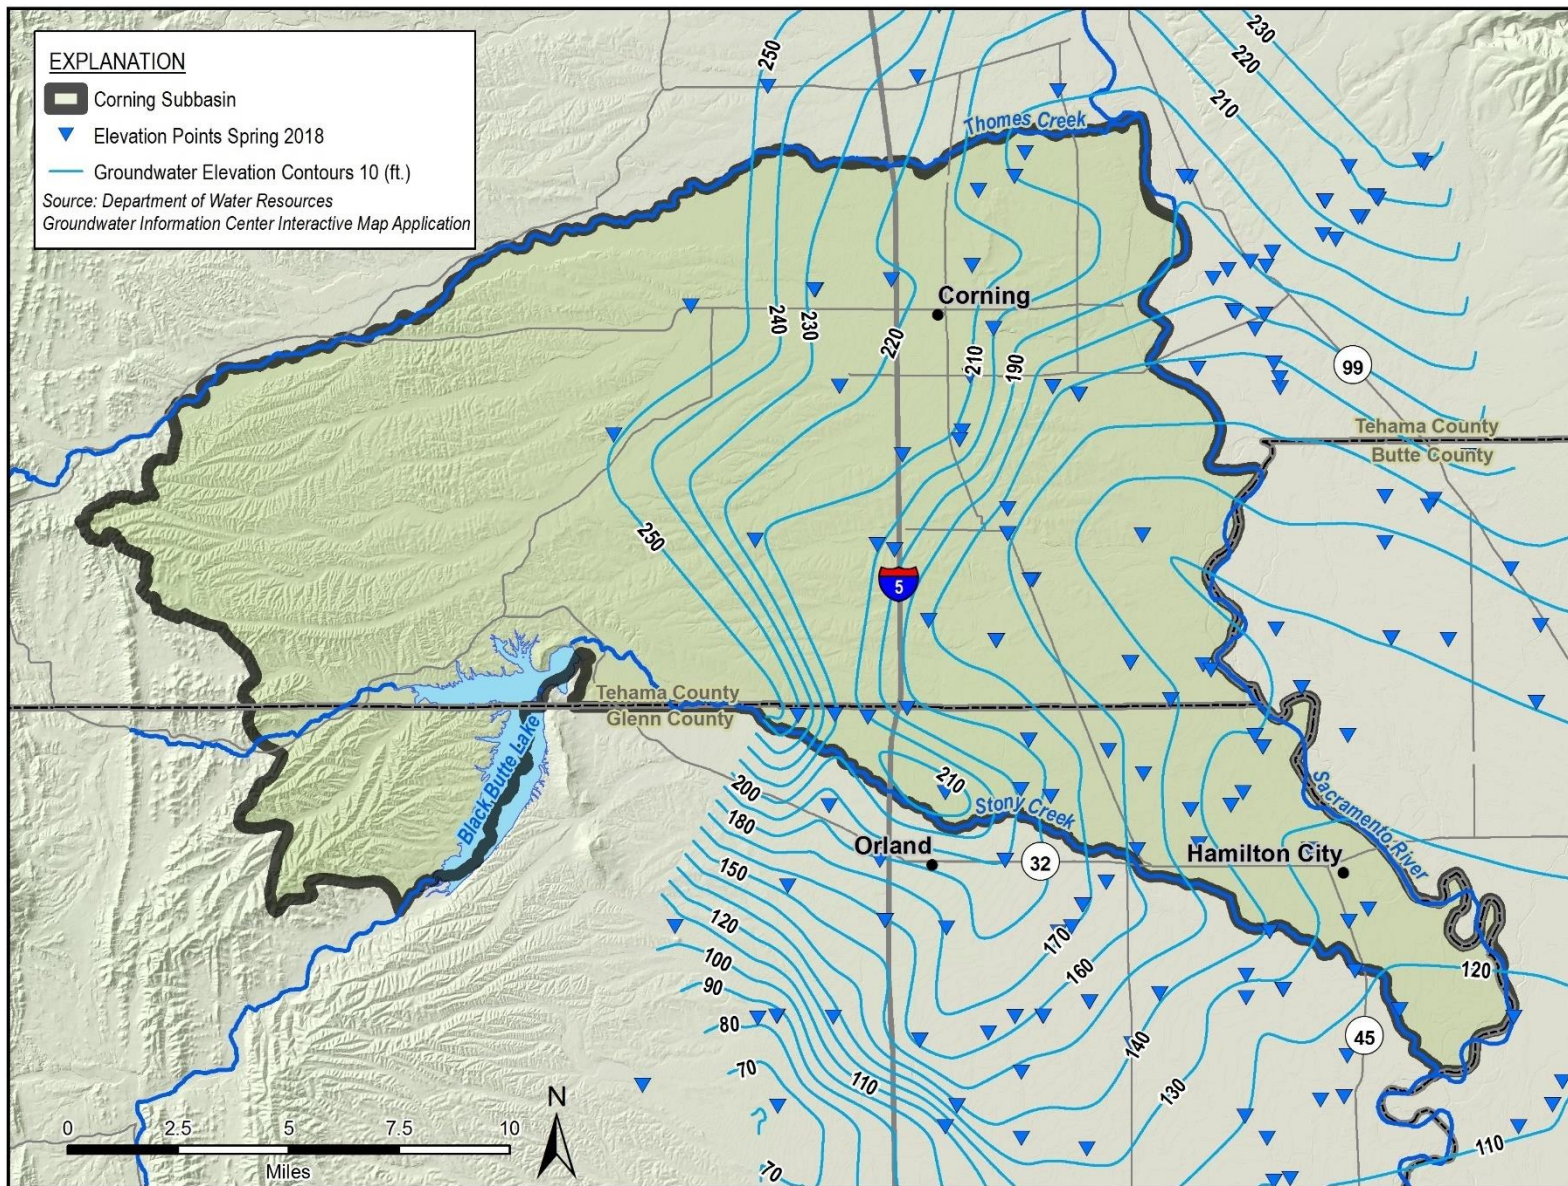 EXPLANATION
Corning Subbasin
Elevation Points Spring 2018
Groundwater Elevation Contours 10 (ft.)
Source: Department of Water Resources
Groundwater Information Center Interactive Map Application
250
230
220
210
Thomes Creek
Corning
240
230
220
210
190
99
Tehama County
Butte County
250
5
Tehama County
Glenn County
Black Butte Lake
210
Stony Creek
Sacramento River
200
180
Orland
32
Hamilton City
150
120
170
160
120
100
90
80
45
140
70
110
130
110
70
N
0
2.5
5
7.5
10
Miles